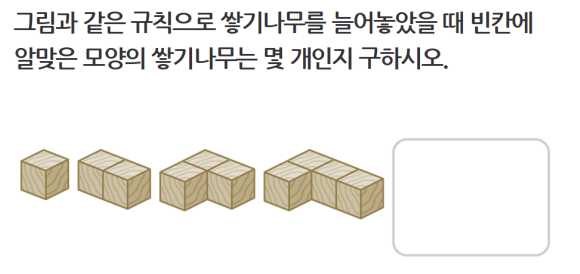 그림과 같은 규칙으로 쌓기나무를 늘어놓았을 때 빈칸에
알맞은 모양의 쌓기나무는 몇 개인지 구하시오.